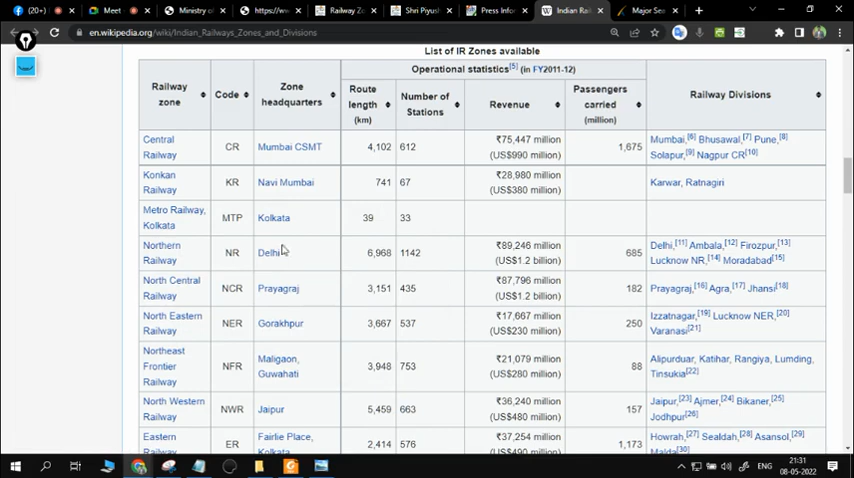 (20+)
Meet
Ministry of
https://ww
Railway Zo
Shri Piyush
Press Infor
Indian Rai
Major Sea
en.wikipedia.org/wiki/Indian_Railways_Zones_and_Divisions
List of IR Zones available
Operational statistics[5] (in FY2011-12)
Railway zone
Code
Zone headquarters
Route length (km)
Number of Stations
Revenue
Passengers carried (million)
Railway Divisions
Central Railway CR Mumbai CSMT 4,102 612 ₹75,447 million (US$990 million) 1,675 Mumbai,[6] Bhusawal,[7] Pune,[8] Solapur,[9] Nagpur CR[10]
Konkan Railway KR Navi Mumbai 741 67 ₹28,980 million (US$380 million) Karwar, Ratnagiri
Metro Railway, Kolkata MTP Kolkata 39 33
Northern Railway NR Delhi 6,968 1142 ₹89,246 million (US$1.2 billion) 685 Delhi,[11] Ambala,[12] Firozpur,[13] Lucknow NR,[14] Moradabad[15]
North Central Railway NCR Prayagraj 3,151 435 ₹87,796 million (US$1.2 billion) 182 Prayagraj,[16] Agra,[17] Jhansi[18]
North Eastern Railway NER Gorakhpur 3,667 537 ₹17,667 million (US$230 million) 250 Izzatnagar,[19] Lucknow NER,[20] Varanasi[21]
Northeast Frontier Railway NFR Maligaon, Guwahati 3,948 753 ₹21,079 million (US$280 million) 88 Alipurduar, Katihar, Rangiya, Lumding, Tinsukia[22]
North Western Railway NWR Jaipur 5,459 663 ₹36,240 million (US$480 million) 157 Jaipur,[23] Ajmer,[24] Bikaner,[25] Jodhpur[26]
Eastern Railway ER Fairlie Place, Kolkata 2,414 576 ₹37,254 million (US$490 million) 1,173 Howrah,[27] Sealdah,[28] Asansol,[29] Malda[30]
ENG
21:31
08-05-2022